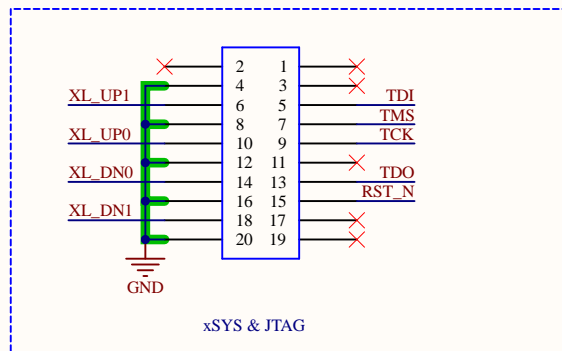 2 1
4 3
XL_UP1 6 5 TDI
8 7 TMS
XL_UP0 10 9 TCK
12 11
XL_DN0 14 13 TDO
16 15 RST_N
XL_DN1 18 17
20 19
GND
xSYS & JTAG